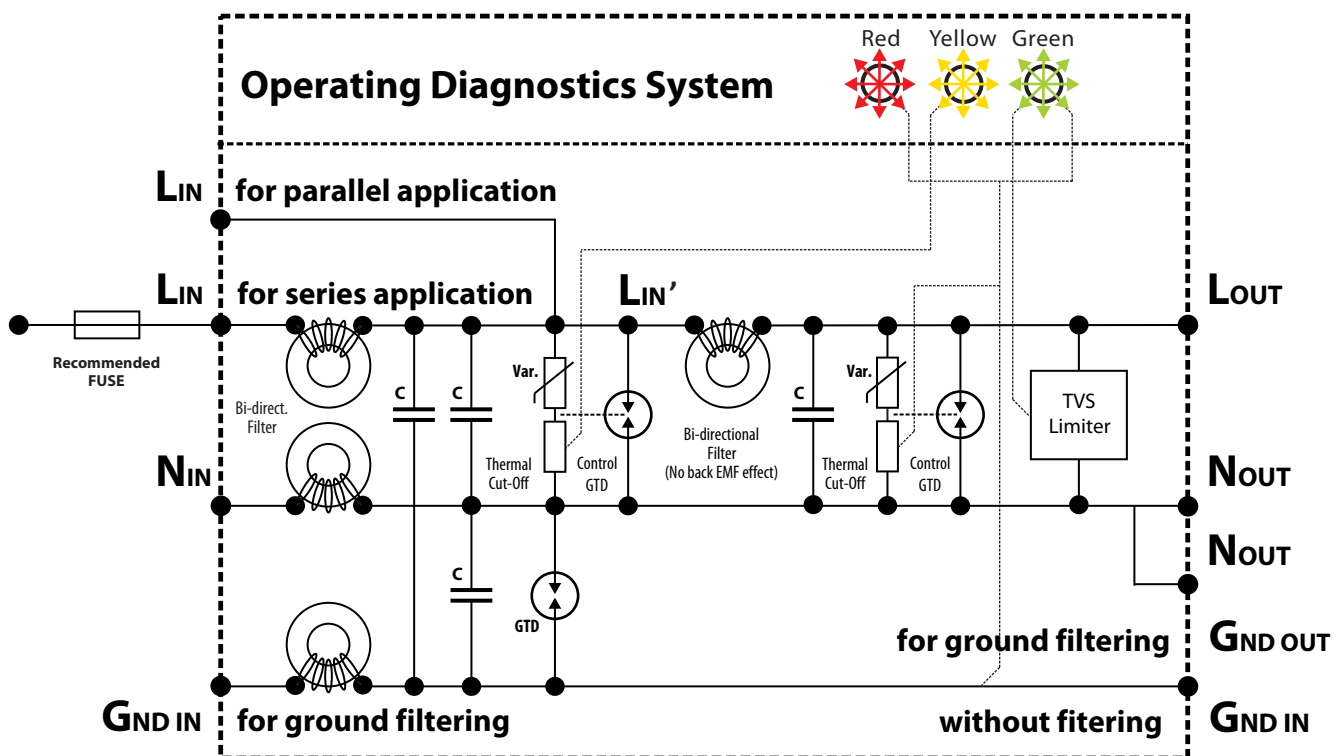 Red Yellow Green
Operating Diagnostics System
LIN for parallel application
LIN for series application LIN' LOUT
Recommended
FUSE
Bi-direct.
Filter
C
C
Var.
Thermal
Cut-Off
Control
GTD
Bi-directional
Filter
(No back EMF effect)
C
Var.
Thermal
Cut-Off
Control
GTD
TVS
Limiter
NIN
NOUT
NOUT
C
GTD
for ground filtering GND OUT
GND IN for ground filtering
without fitering GND IN